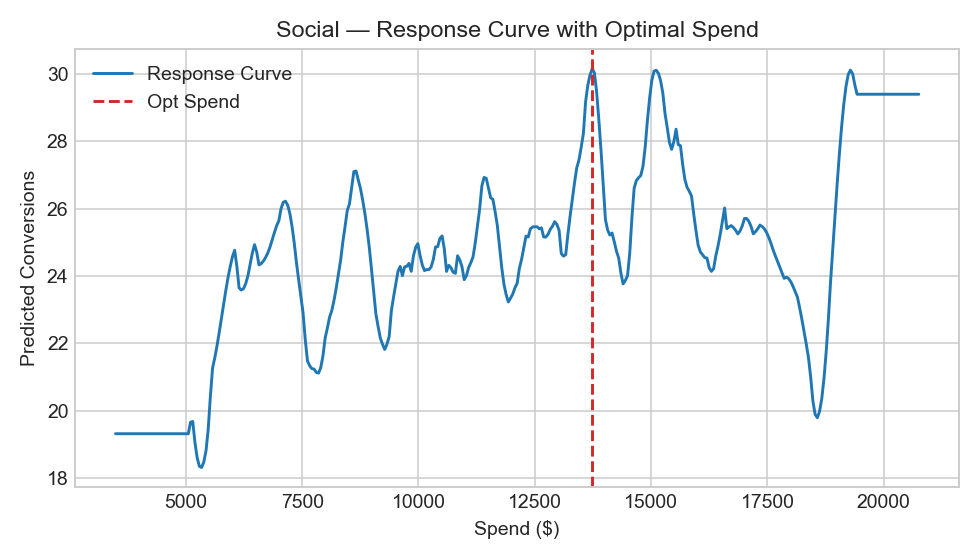 Social — Response Curve with Optimal Spend
Response Curve
Opt Spend
Predicted Conversions
30
28
26
24
22
20
18
5000 7500 10000 12500 15000 17500 20000
Spend ($)